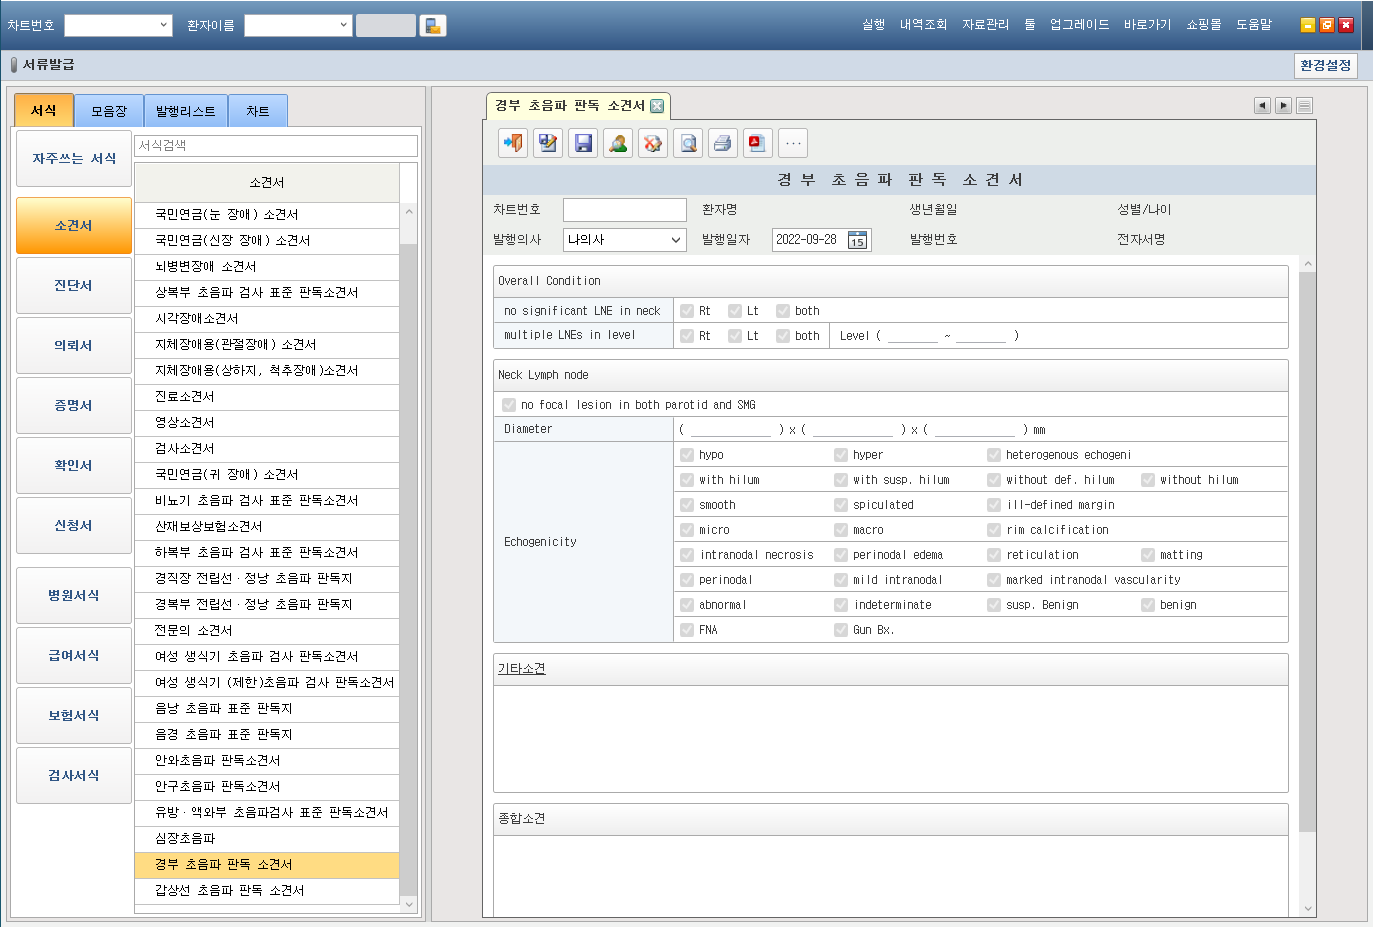 차트번호 환자이름 실행 내역조회 자료관리 툴 업그레이드 바로가기 쇼핑몰 도움말
서류발급 환경설정
서식 모음장 발행리스트 차트
자주쓰는 서식
소견서
진단서
의뢰서
증명서
확인서
신청서
병원서식
급여서식
보험서식
검사서식
서식검색
소견서
국민연금(눈 장애) 소견서
국민연금(신장 장애) 소견서
뇌병변장애 소견서
상복부 초음파 검사 표준 판독소견서
시각장애소견서
지체장애용(관절장애) 소견서
지체장애용(상하지, 척추장애)소견서
진료소견서
영상소견서
검사소견서
국민연금(귀 장애) 소견서
비뇨기 초음파 검사 표준 판독소견서
산재보상보험소견서
하복부 초음파 검사 표준 판독소견서
경직장 전립선·정낭 초음파 판독지
경복부 전립선·정낭 초음파 판독지
전문의 소견서
여성 생식기 초음파 검사 판독소견서
여성 생식기 (제한)초음파 검사 판독소견서
음낭 초음파 표준 판독지
음경 초음파 표준 판독지
안와초음파 판독소견서
안구초음파 판독소견서
유방·액와부 초음파검사 표준 판독소견서
심장초음파
경부 초음파 판독 소견서
갑상선 초음파 판독 소견서
경부 초음파 판독 소견서
...
경 부 초 음 파 판 독 소 견 서
차트번호 환자명 생년월일 성별/나이
발행의사 나의사 발행일자 2022-09-28 15 발행번호 전자서명
Overall Condition
no significant LNE in neck Rt Lt both
multiple LNEs in level Rt Lt both Level ( ______ ~ ______ )
Neck Lymph node
no focal lesion in both parotid and SMG
Diameter ( __________ ) x ( __________ ) x ( __________ ) mm
Echogenicity
hypo hyper heterogenous echogeni
with hilum with susp. hilum without def. hilum without hilum
smooth spiculated ill-defined margin
micro macro rim calcification
intranodal necrosis perinodal edema reticulation matting
perinodal mild intranodal marked intranodal vascularity
abnormal indeterminate susp. Benign benign
FNA Gun Bx.
기타소견
종합소견